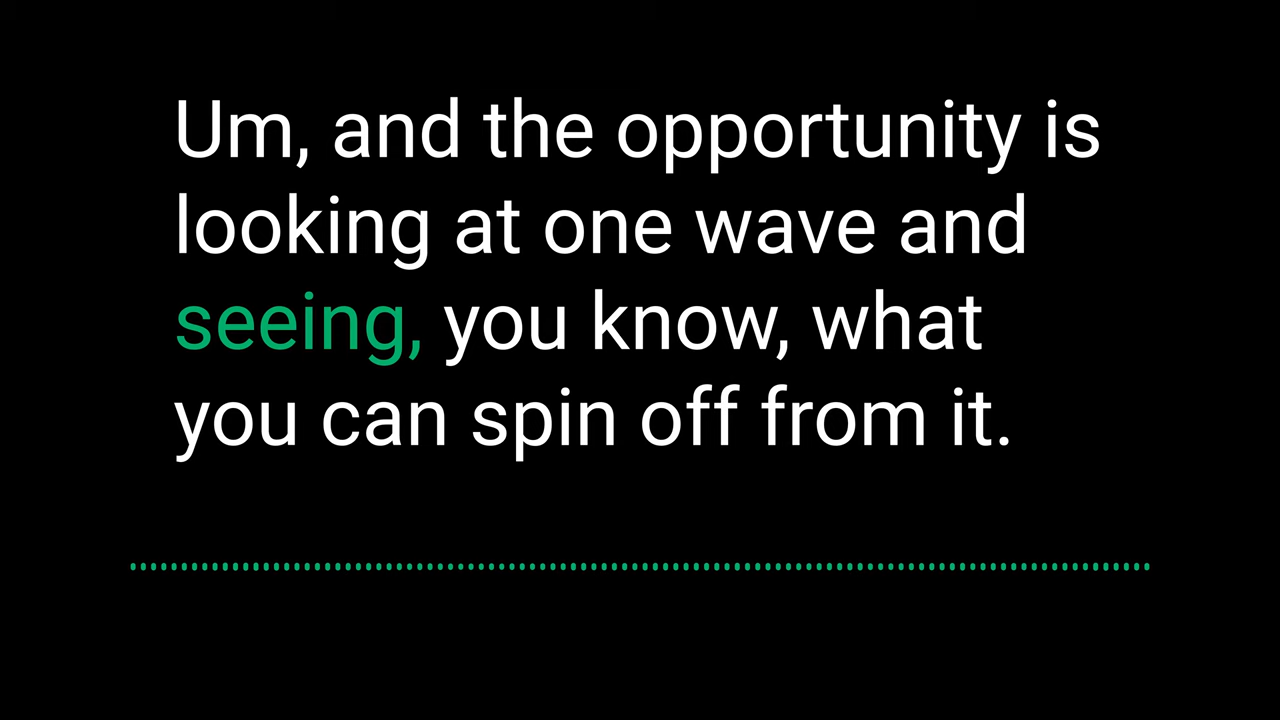 Um, and the opportunity is
looking at one wave and
seeing, you know, what
you can spin off from it.